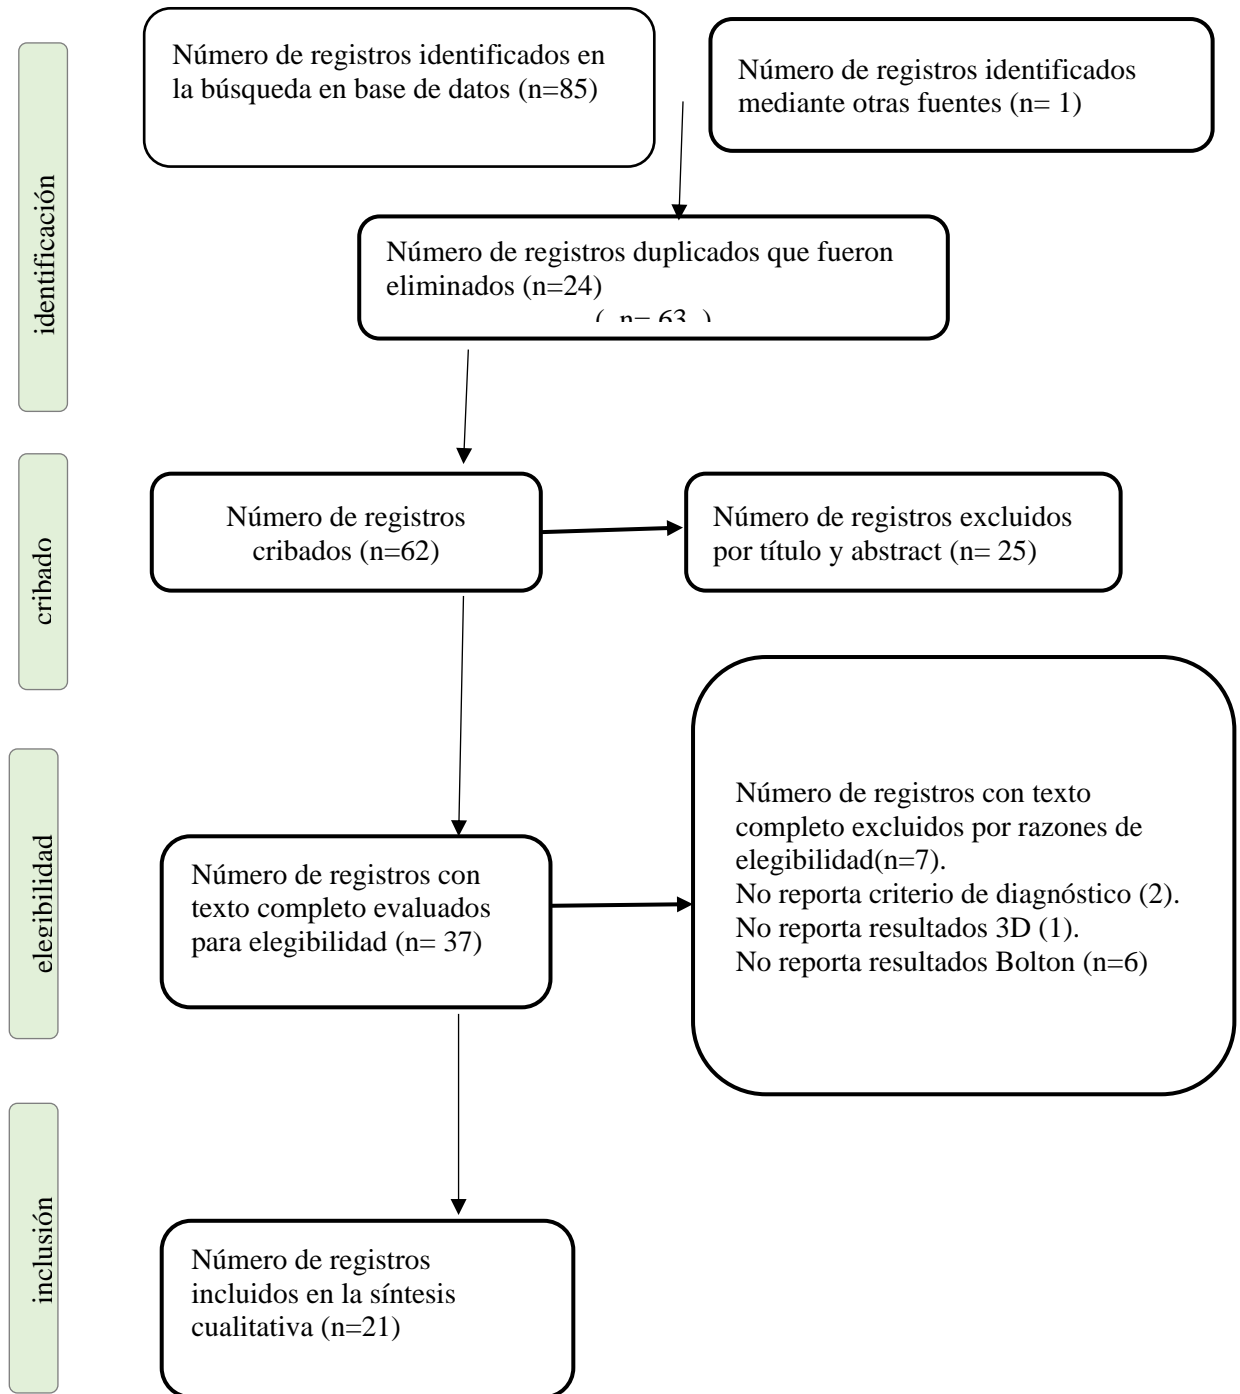 identificación
Número de registros identificados en
la búsqueda en base de datos (n=85)
Número de registros identificados
mediante otras fuentes (n= 1)
Número de registros duplicados que fueron
eliminados (n=24)
( n= 63 )
cribado
Número de registros
cribados (n=62)
Número de registros excluidos
por título y abstract (n= 25)
elegibilidad
Número de registros con
texto completo evaluados
para elegibilidad (n= 37)
Número de registros con texto
completo excluidos por razones de
elegibilidad(n=7).
No reporta criterio de diagnóstico (2).
No reporta resultados 3D (1).
No reporta resultados Bolton (n=6)
inclusión
Número de registros
incluidos en la síntesis
cualitativa (n=21)